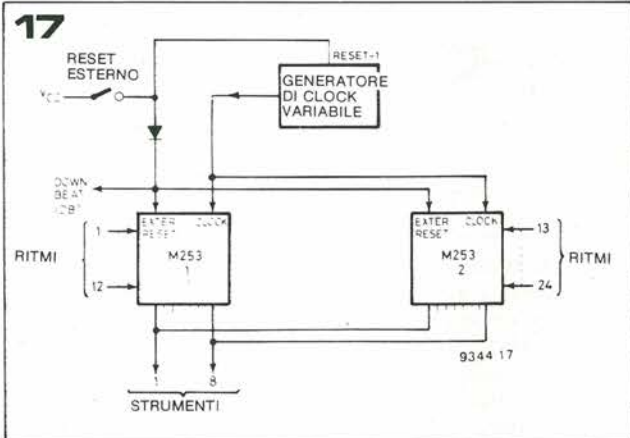 17
RESET
ESTERNO
RESET-1
GENERATORE
DI CLOCK
VARIABILE
DOWN
BEAT
EXTER
RESET
CLOCK
M253
1
EXTER
RESET
CLOCK
M253
2
RITMI
1
12
13
24
RITMI
9344 17
1
8
STRUMENTI